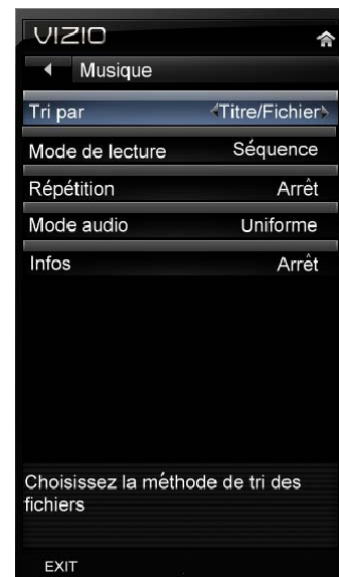 VIZIO
Musique
Tri par Titre/Fichier
Mode de lecture Séquence
Répétition Arrêt
Mode audio Uniforme
Infos Arrêt
Choisissez la méthode de tri des
fichiers
EXIT